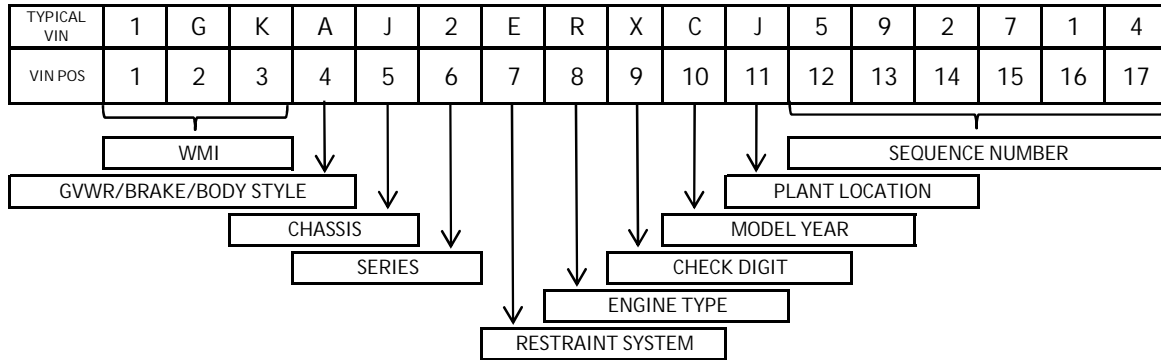 TYPICAL VIN 1 G K A J 2 E R X C J 5 9 2 7 1 4
VIN POS 1 2 3 4 5 6 7 8 9 10 11 12 13 14 15 16 17
WMI SEQUENCE NUMBER
GVWR/BRAKE/BODY STYLE PLANT LOCATION
CHASSIS MODEL YEAR
SERIES CHECK DIGIT
ENGINE TYPE
RESTRAINT SYSTEM